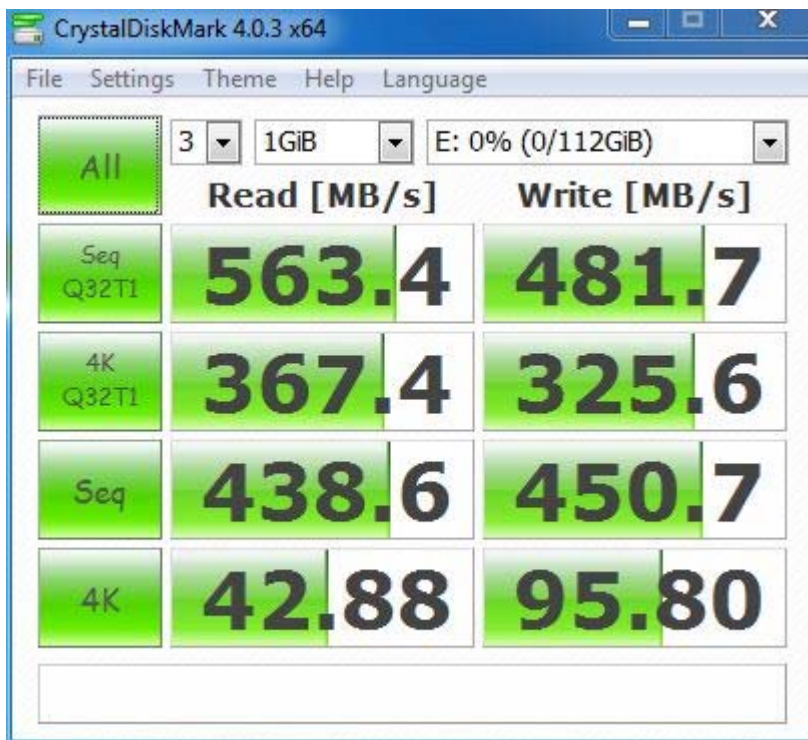 CrystalDiskMark 4.0.3 x64
File Settings Theme Help Language
All 3 1GiB E: 0% (0/112GiB)
Read [MB/s] Write [MB/s]
Seq
Q32T1 563.4 481.7
4K
Q32T1 367.4 325.6
Seq 438.6 450.7
4K 42.88 95.80